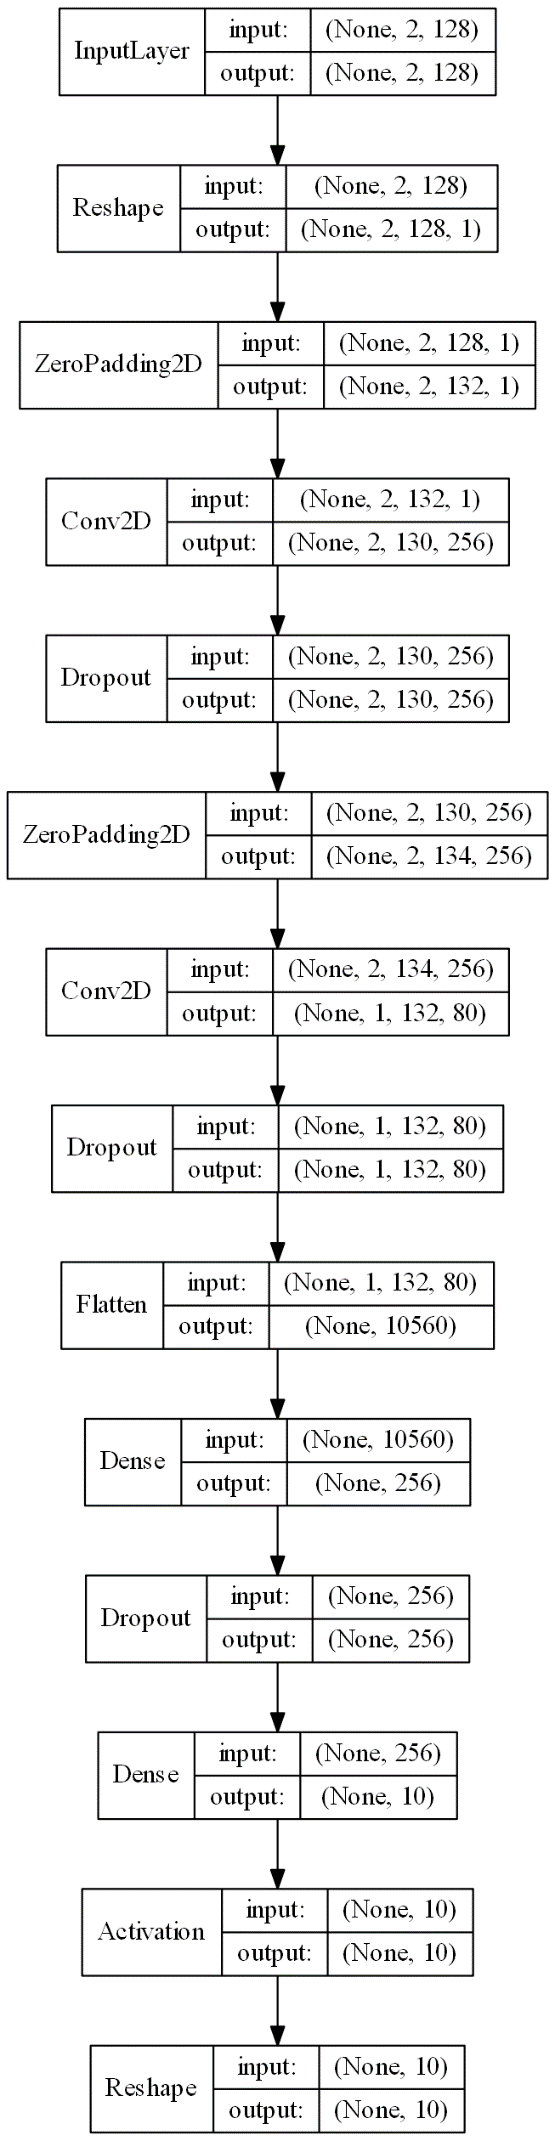 InputLayer
input: (None, 2, 128)
output: (None, 2, 128)
Reshape
input: (None, 2, 128)
output: (None, 2, 128, 1)
ZeroPadding2D
input: (None, 2, 128, 1)
output: (None, 2, 132, 1)
Conv2D
input: (None, 2, 132, 1)
output: (None, 2, 130, 256)
Dropout
input: (None, 2, 130, 256)
output: (None, 2, 130, 256)
ZeroPadding2D
input: (None, 2, 130, 256)
output: (None, 2, 134, 256)
Conv2D
input: (None, 2, 134, 256)
output: (None, 1, 132, 80)
Dropout
input: (None, 1, 132, 80)
output: (None, 1, 132, 80)
Flatten
input: (None, 1, 132, 80)
output: (None, 10560)
Dense
input: (None, 10560)
output: (None, 256)
Dropout
input: (None, 256)
output: (None, 256)
Dense
input: (None, 256)
output: (None, 10)
Activation
input: (None, 10)
output: (None, 10)
Reshape
input: (None, 10)
output: (None, 10)